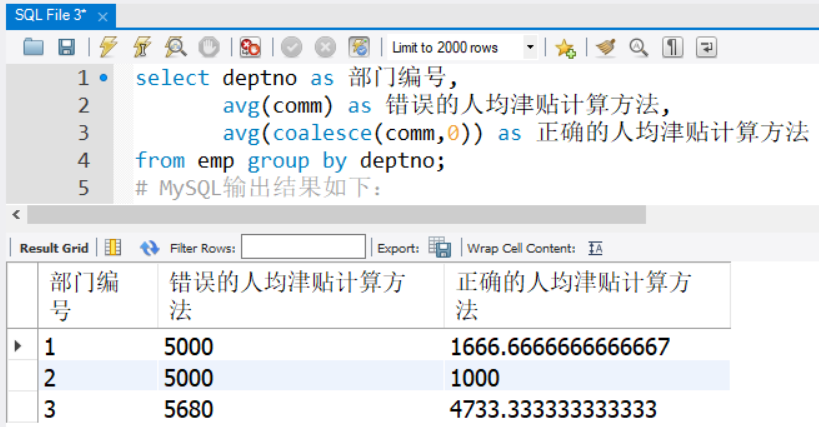 SQL File 3*
Limit to 2000 rows
1 select deptno as 部门编号,
2 avg(comm) as 错误的人均津贴计算方法,
3 avg(coalesce(comm,0)) as 正确的人均津贴计算方法
4 from emp group by deptno;
5 # MySQL输出结果如下:
Result Grid Filter Rows: Export: Wrap Cell Content: IA
部门编号 错误的人均津贴计算方法 正确的人均津贴计算方法
1 5000 1666.6666666666667
2 5000 1000
3 5680 4733.333333333333